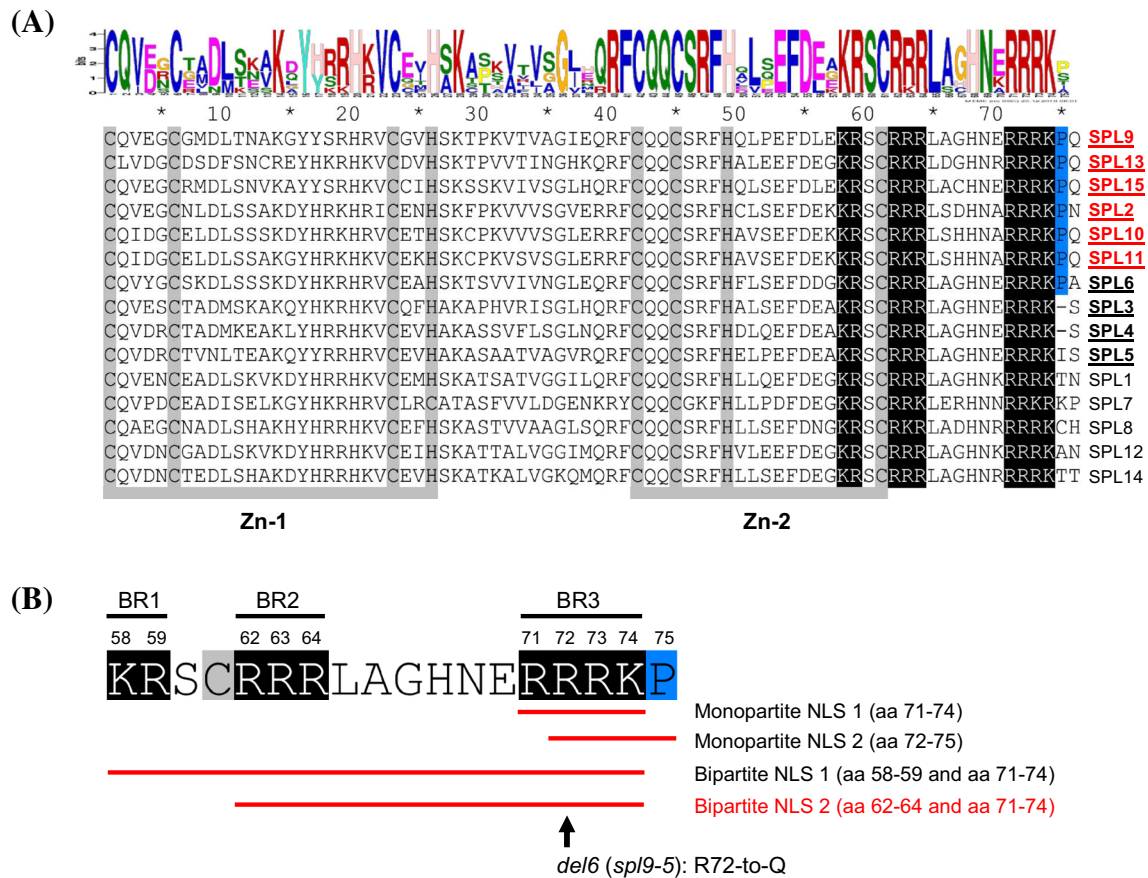 (A)
CQVEGCTADLSKAKDYHRRHKVCEVHSKASKVTVSGLHQRFCQQCSRFHLLSEFDEGKRSCRRRLAGHNERRRKP
* 10 * 20 * 30 * 40 * 50 * 60 * 70 *
CQVEGCGMDLTNAKGYYSRHRVCGVHSKTPKVTVAGIEQRFCQQCSRFHQLPEFDLEKRSCRRRLAGHNERRRKPQ SPL9
CLVDGCDSDFSNCREYHKRHKVCDVHSKTPVVTINGHKQRFCQQCSRFHALEEFDEGKRSCRKRLDGHNRRRRKPQ SPL13
CQVEGCRMDLSNVKAYYSRHKVCCIHSKSSKVIVSGLHQRFCQQCSRFHQLSEFDLEKRSCRRRLACHNERRRKPQ SPL15
CQVEGCNLDLSSAKDYHRKHRICENHSKFPKVVVSGVERRFCQQCSRFHCLSEFDEKKRSCRRRLSDHNARRRKPN SPL2
CQIDGCELDLSSSKDYHRKHRVCETHSKCPKVVVSGLERRFCQQCSRFHAVSEFDEKKRSCRKRLSHHNARRRKPQ SPL10
CQIDGCELDLSSAKDYHRKHRVCEKHSKCPKVSVSGLERRFCQQCSRFHAVSEFDEKKRSCRKRLSHHNARRRKPQ SPL11
CQVYGCSKDLSSSKDYHKRHRVCEAHSKTSVVIVNGLEQRFCQQCSRFHFLSEFDDGKRSCRRRLAGHNERRRKPA SPL6
CQVESCTADMSKAKQYHKRHKVCQFHAKAPHVRISGLHQRFCQQCSRFHALSEFDEAKRSCRRRLAGHNERRRK-S SPL3
CQVDRCTADMKEAKLYHRRHKVCEVHAKASSVFLSGLNQRFCQQCSRFHDLQEFDEAKRSCRRRLAGHNERRRK-S SPL4
CQVDRCTVNLTEAKQYYRRHRVCEVHAKASAATVAGVRQRFCQQCSRFHELPEFDEAKRSCRRRLAGHNERRRKIS SPL5
CQVENCEADLSKVKDYHRRHKVCEMHSKATSATVGGILQRFCQQCSRFHLLQEFDEGKRSCRRRLAGHNKRRRKTN SPL1
CQVPDCEADISELKGYHKRHRVCLRCATASFVVLDGENKRYCQQCGKFHLLPDFDEGKRSCRRKLERHNNRRRKKP SPL7
CQAEGCNADLSHAKHYHRRHKVCEFHSKASTVVAAGLSQRFCQQCSRFHLLSEFDNGKRSCRKRLADHNRRRRKCH SPL8
CQVDNCGADLSKVKDYHRRHKVCEIHSKATTALVGGIMQRFCQQCSRFHVLEEFDEGKRSCRRRLAGHNKRRRKAN SPL12
CQVDNCTEDLSHAKDYHRRHKVCEVHSKATKALVGKQMQRFCQQCSRFHLLSEFDEGKRSCRRRLAGHNRRRRKTT SPL14
Zn-1 Zn-2
(B)
BR1 BR2 BR3
58 59 62 63 64 71 72 73 74 75
KRSCRRRLAGHNERRRKP
Monopartite NLS 1 (aa 71-74)
Monopartite NLS 2 (aa 72-75)
Bipartite NLS 1 (aa 58-59 and aa 71-74)
Bipartite NLS 2 (aa 62-64 and aa 71-74)
del6 (spl9-5): R72-to-Q